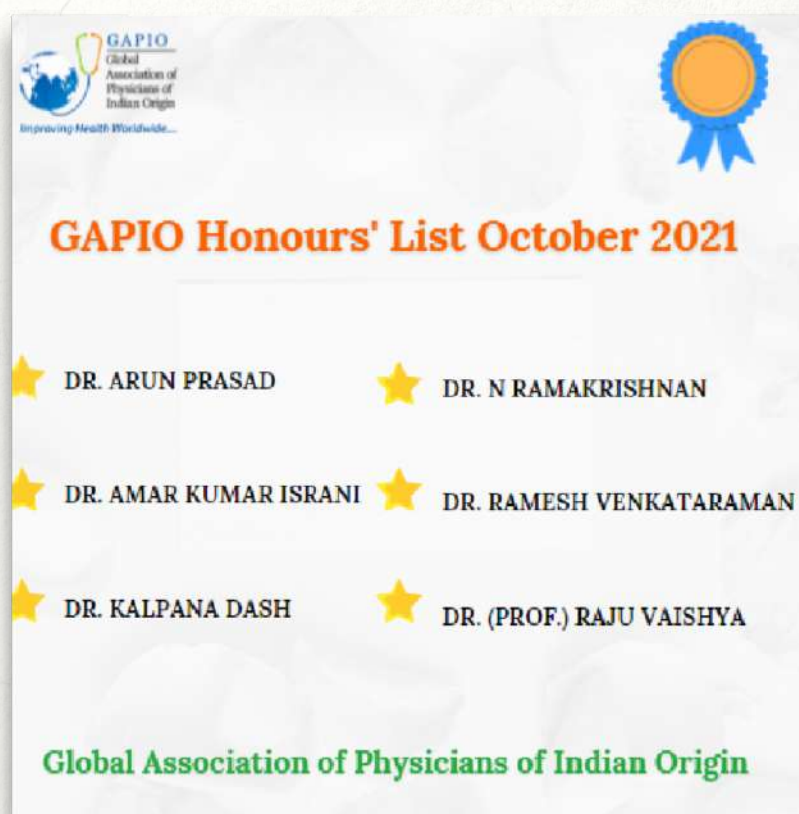 GAPIO
Global
Association of
Physicians of
Indian Origin
Improving Health Worldwide...
GAPIO Honours' List October 2021
DR. ARUN PRASAD
DR. N RAMAKRISHNAN
DR. AMAR KUMAR ISRANI
DR. RAMESH VENKATARAMAN
DR. KALPANA DASH
DR. (PROF.) RAJU VAISHYA
Global Association of Physicians of Indian Origin